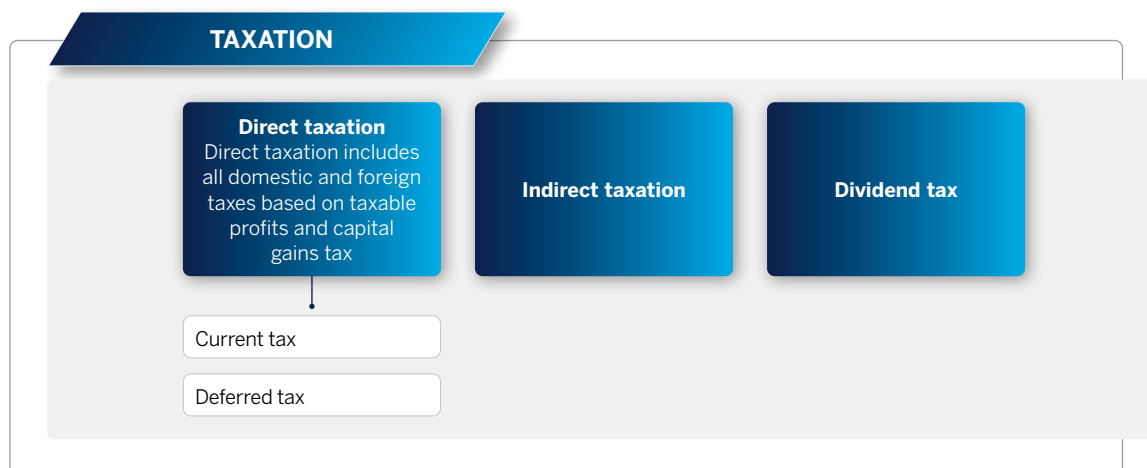 TAXATION
Direct taxation
Direct taxation includes
all domestic and foreign
taxes based on taxable
profits and capital
gains tax
Indirect taxation
Dividend tax
Current tax
Deferred tax